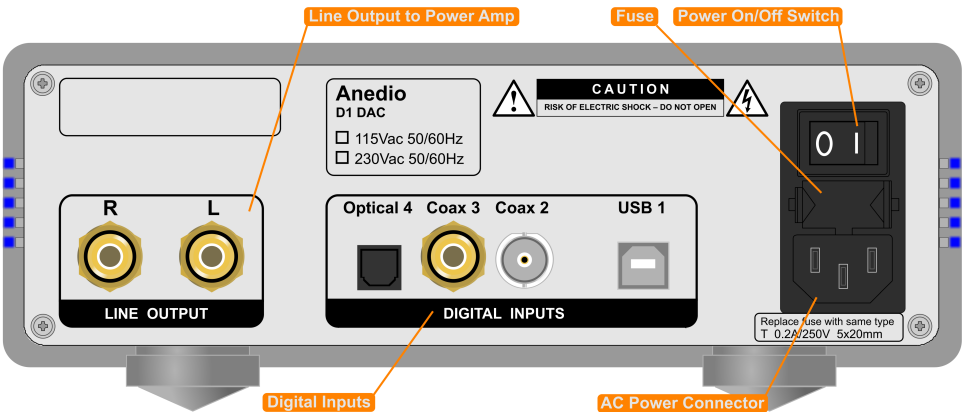 Line Output to Power Amp
Fuse
Power On/Off Switch
Anedio
D1 DAC
115Vac 50/60Hz
230Vac 50/60Hz
CAUTION
RISK OF ELECTRIC SHOCK – DO NOT OPEN
O I
R L
LINE OUTPUT
Optical 4 Coax 3 Coax 2 USB 1
DIGITAL INPUTS
Replace fuse with same type
T 0.2A/250V 5x20mm
Digital Inputs
AC Power Connector